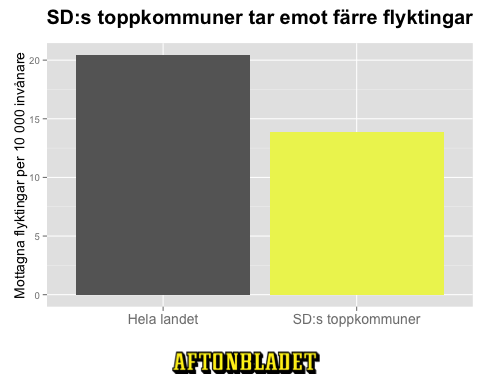 SD:s toppkommuner tar emot färre flyktingar
Mottagna flyktingar per 10 000 invånare
20
15
10
5
0
Hela landet
SD:s toppkommuner
AFTONBLADET